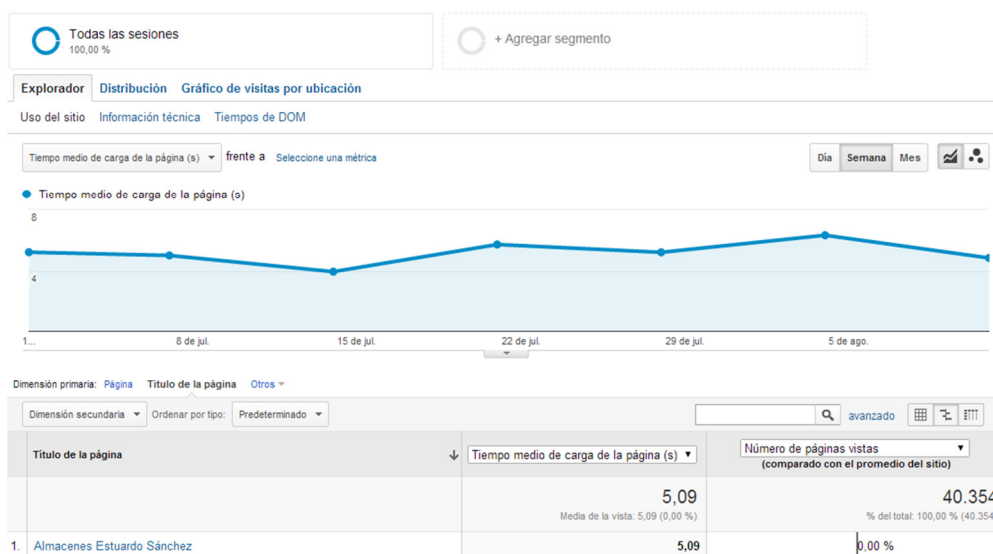 Todas las sesiones
100,00 %
+ Agregar segmento
Explorador Distribución Gráfico de visitas por ubicación
Uso del sitio Información técnica Tiempos de DOM
Tiempo medio de carga de la página (s) frente a Seleccione una métrica
Día Semana Mes
Tiempo medio de carga de la página (s)
8
4
1... 8 de jul. 15 de jul. 22 de jul. 29 de jul. 5 de ago.
Dimensión primaria: Página Título de la página Otros
Dimensión secundaria Ordenar por tipo: Predeterminado avanzado
Título de la página Tiempo medio de carga de la página (s) Número de páginas vistas
(comparado con el promedio del sitio)
5,09 40.354
Media de la vista: 5,09 (0,00 %) % del total: 100,00 % (40.354
1. Almacenes Estuardo Sánchez 5,09 0,00 %